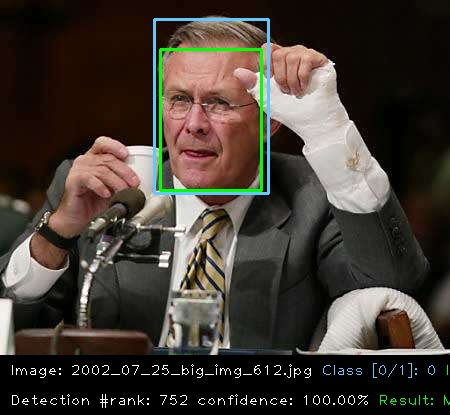 Image: 2002_07_25_big_img_612.jpg Class [0/1]: 0
Detection #rank: 752 confidence: 100.00% Result: